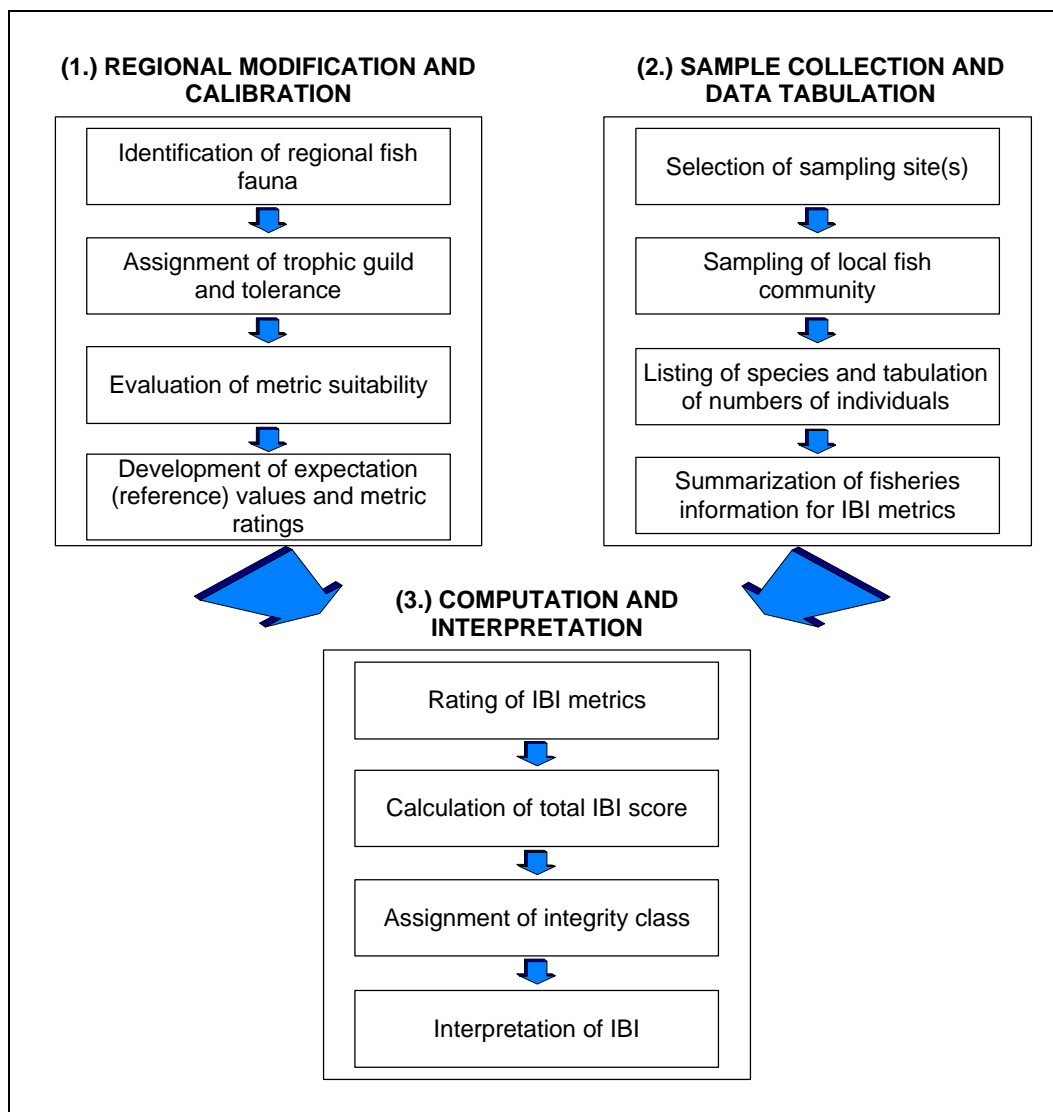 (1.) REGIONAL MODIFICATION AND
CALIBRATION
Identification of regional fish
fauna
Assignment of trophic guild
and tolerance
Evaluation of metric suitability
Development of expectation
(reference) values and metric
ratings
(2.) SAMPLE COLLECTION AND
DATA TABULATION
Selection of sampling site(s)
Sampling of local fish
community
Listing of species and tabulation
of numbers of individuals
Summarization of fisheries
information for IBI metrics
(3.) COMPUTATION AND
INTERPRETATION
Rating of IBI metrics
Calculation of total IBI score
Assignment of integrity class
Interpretation of IBI